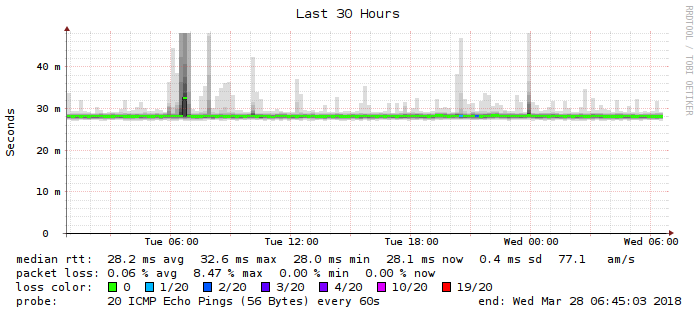 Last 30 Hours
RRDTOOL / TOBI OETIKER
Seconds
40 m
30 m
20 m
10 m
0
Tue 06:00 Tue 12:00 Tue 18:00 Wed 00:00 Wed 06:00
median rtt: 28.2 ms avg 32.6 ms max 28.0 ms min 28.1 ms now 0.4 ms sd 77.1 am/s
packet loss: 0.06 % avg 8.47 % max 0.00 % min 0.00 % now
loss color: 0 1/20 2/20 3/20 4/20 10/20 19/20
probe: 20 ICMP Echo Pings (56 Bytes) every 60s end: Wed Mar 28 06:45:03 2018